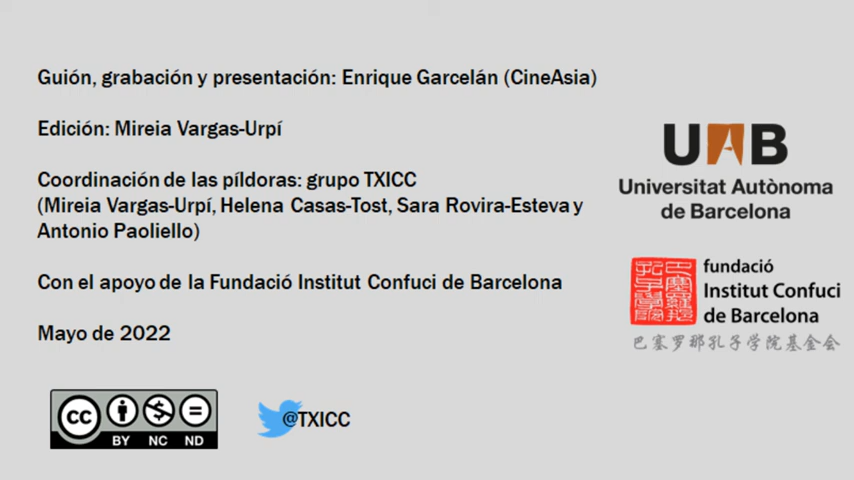 Guión, grabación y presentación: Enrique Garcelán (CineAsia)
Edición: Mireia Vargas-Urpí
Coordinación de las píldoras: grupo TXICC
(Mireia Vargas-Urpí, Helena Casas-Tost, Sara Rovira-Esteva y
Antonio Paoliello)
Con el apoyo de la Fundació Institut Confuci de Barcelona
Mayo de 2022
CC BY NC ND
@TXICC
UAB
Universitat Autònoma
de Barcelona
fundació
Institut Confuci
de Barcelona
巴塞罗那孔子学院基金会